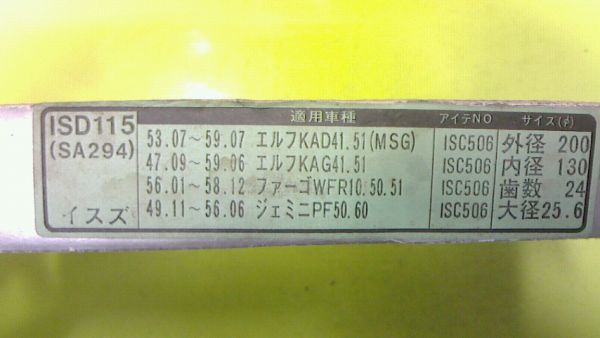 ISD115
(SA294)
イスズ
適用車種 アイテNO サイズ(φ)
53.07~59.07 エルフKAD41.51(MSG) ISC506 外径 200
47.09~59.06 エルフKAG41.51 ISC506 内径 130
56.01~58.12 ファーゴWFR10.50.51 ISC506 歯数 24
49.11~56.06 ジェミニPF50.60 ISC506 大径25.6